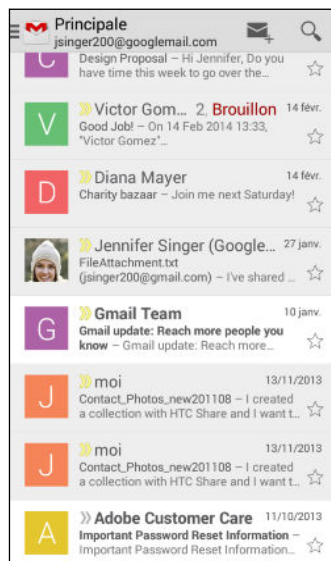 Principale
jsinger200@googlemail.com
C
Design Proposal – Hi Jennifer, Do you
have time this week to go over the...
V
Victor Gom... 2, Brouillon 14 févr.
Good Job! – On 14 Feb 2014 13:33,
"Victor Gomez"...
D
Diana Mayer 14 févr.
Charity bazaar – Join me next Saturday!
Jennifer Singer (Google... 27 janv.
FileAttachment.txt
(jsinger200@gmail.com) – I've shared ...
G
Gmail Team 10 janv.
Gmail update: Reach more people you
know – Gmail update: Reach more...
J
moi 13/11/2013
Contact_Photos_new201108 – I created
a collection with HTC Share and I want t...
J
moi 13/11/2013
Contact_Photos_new201108 – I created
a collection with HTC Share and I want t...
A
Adobe Customer Care 11/10/2013
Important Password Reset Information –
Important Password Reset Information...